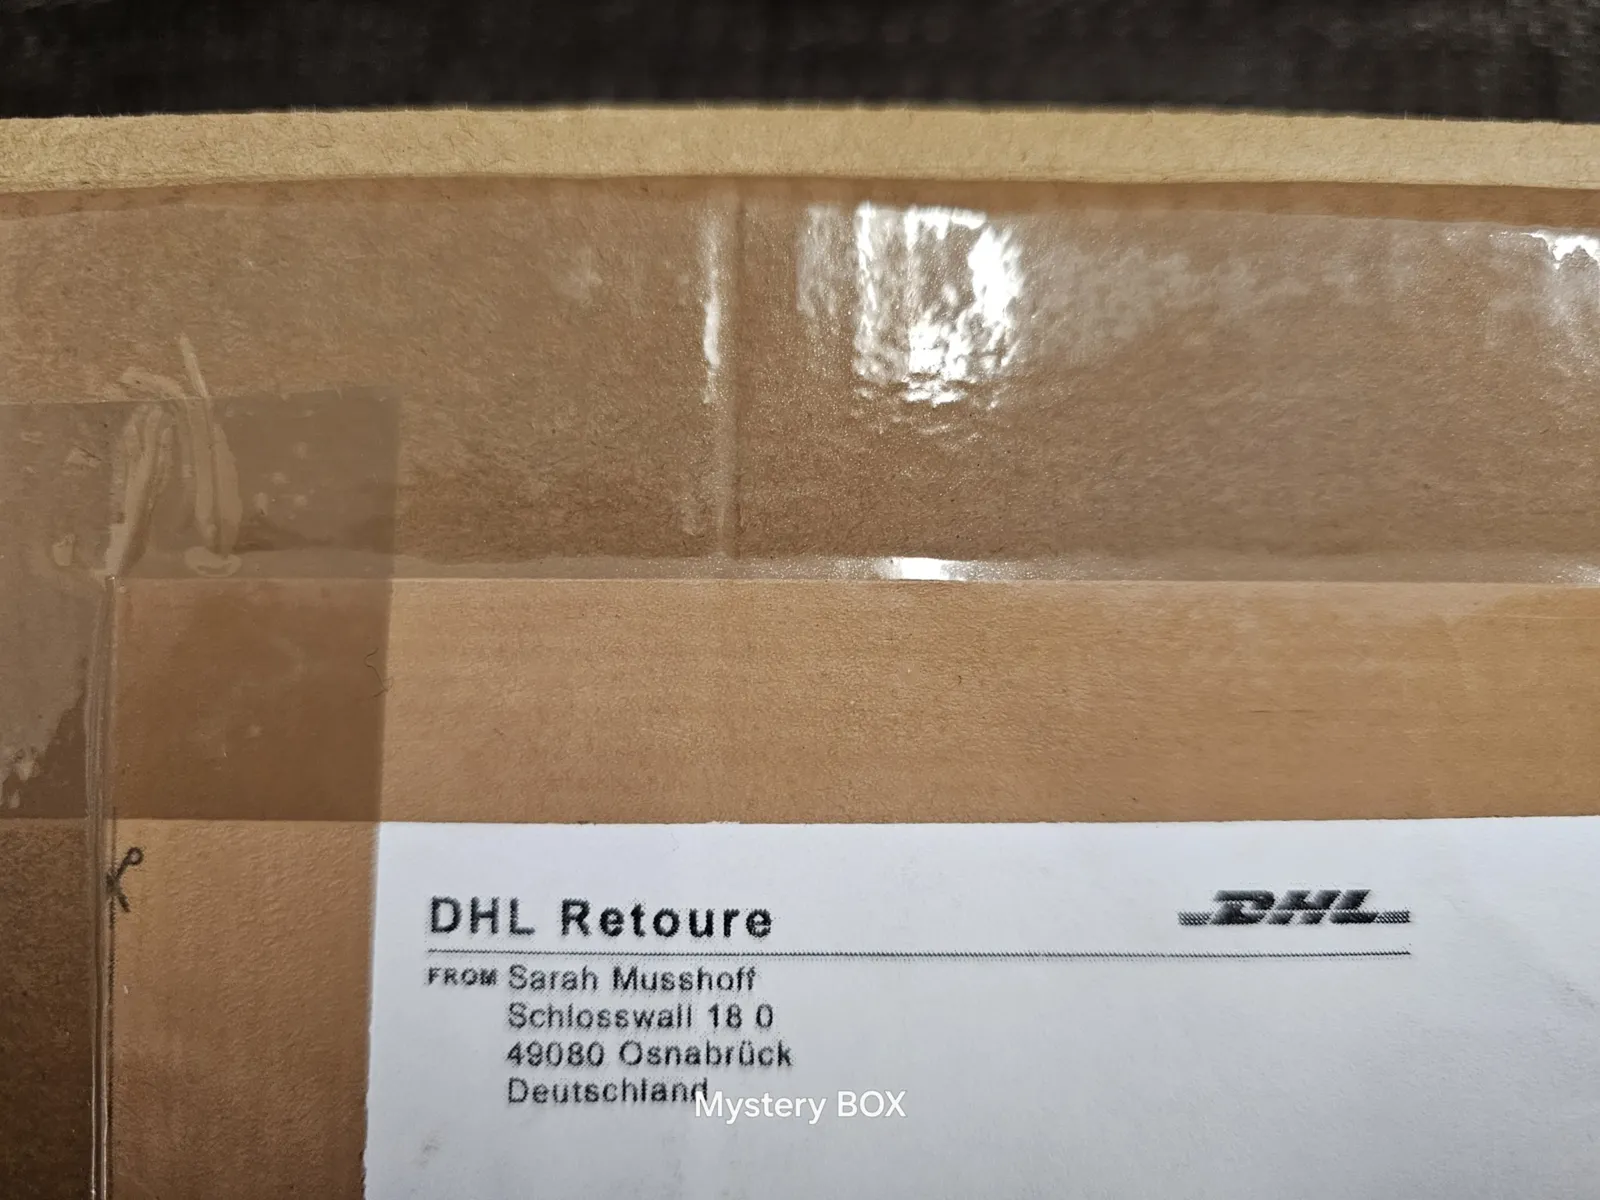 DHL Retoure
DHL
FROM Sarah Musshoff
Schlosswall 18 0
49080 Osnabrück
Deutschland
Mystery BOX